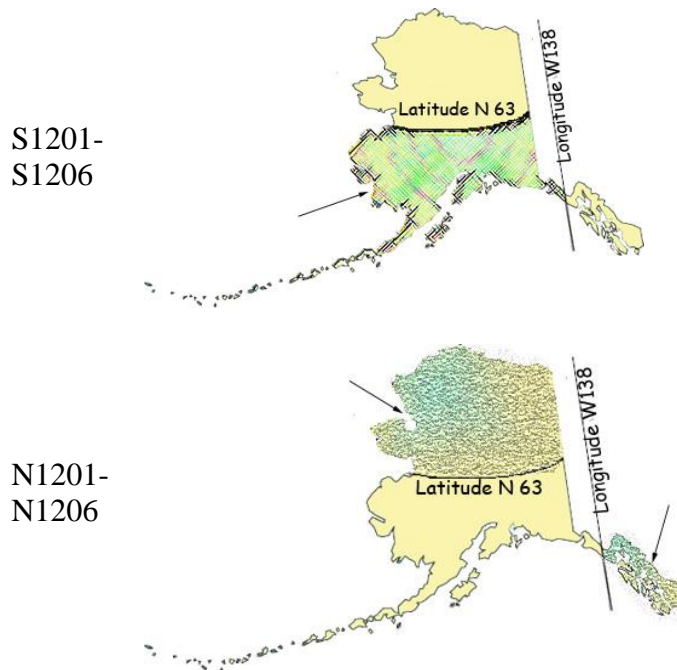 Latitude N 63
Longitude W138
S1201-
S1206
Latitude N 63
Longitude W138
N1201-
N1206